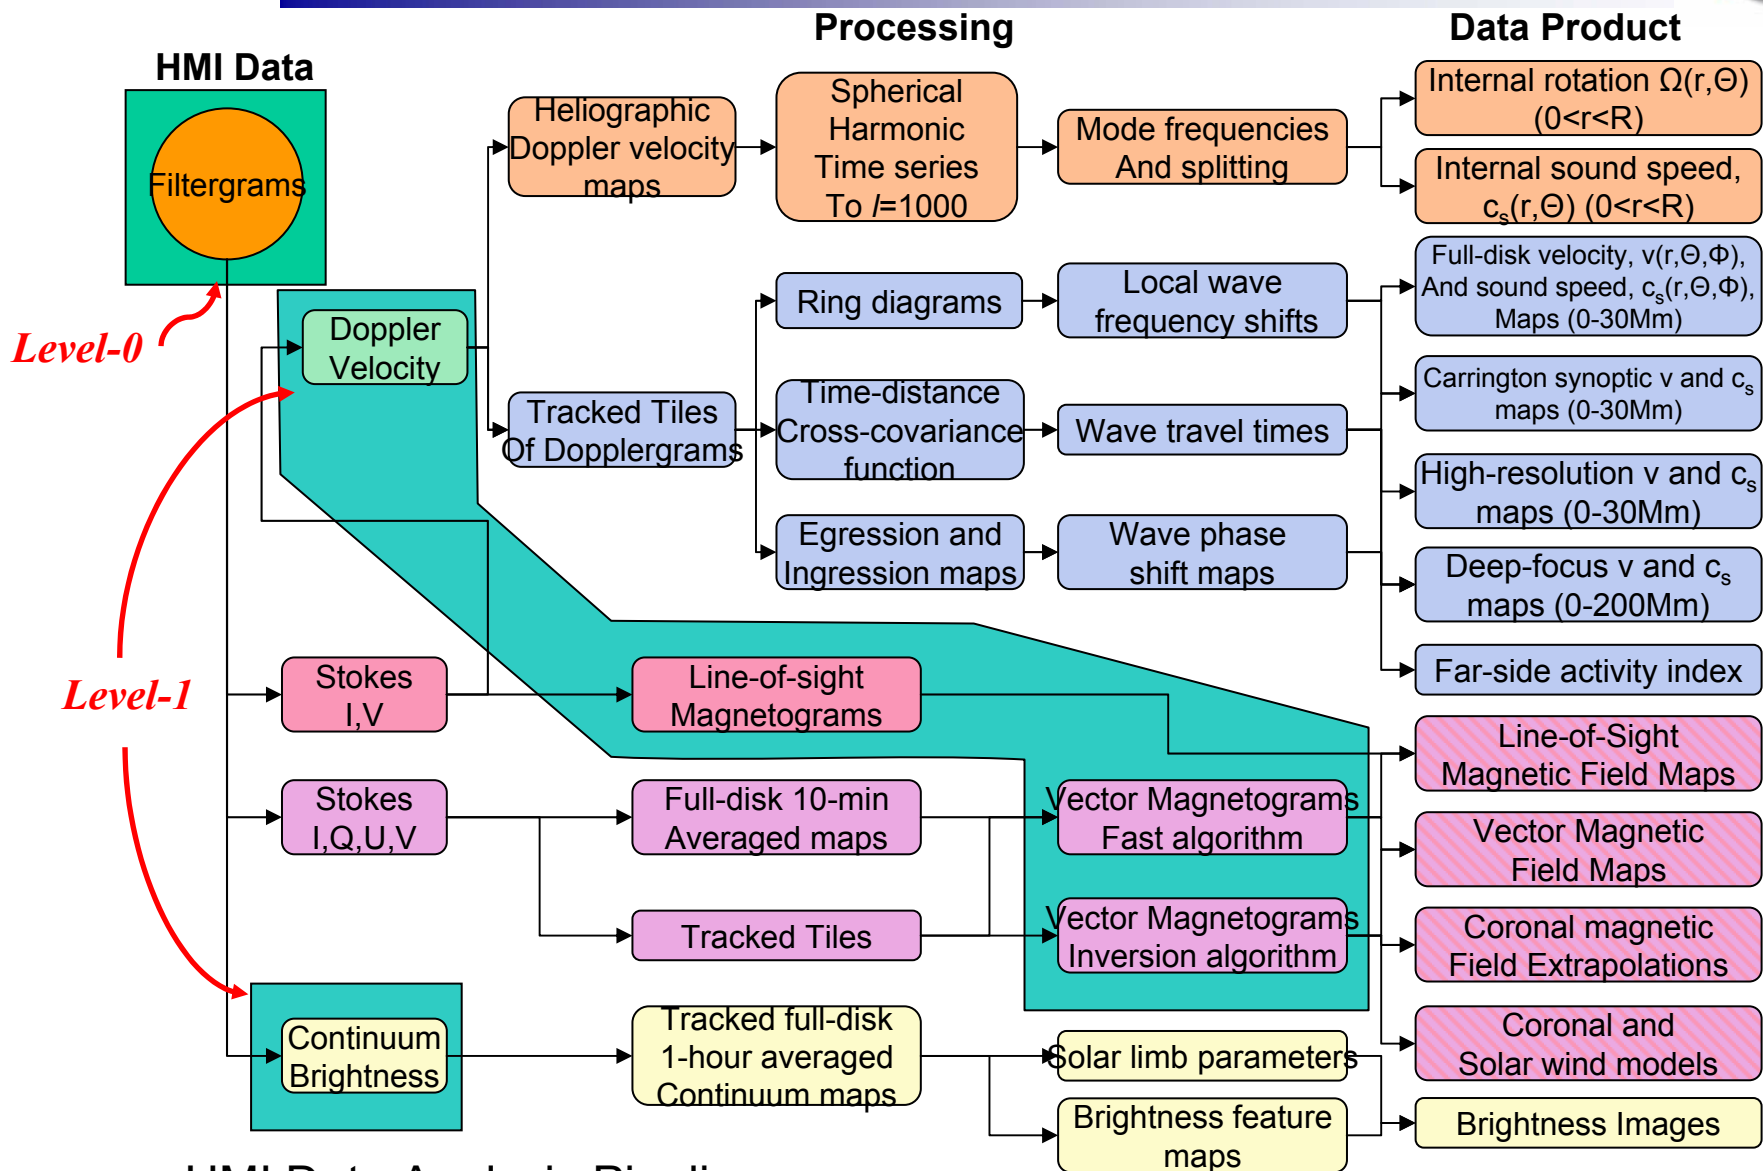 Processing
Data Product
HMI Data
Filtergrams
Level-0
Level-1
Heliographic
Doppler velocity
maps
Spherical
Harmonic
Time series
To l=1000
Mode frequencies
And splitting
Internal rotation Ω(r,Θ)
(0<r<R)
Internal sound speed,
cs(r,Θ) (0<r<R)
Doppler
Velocity
Tracked Tiles
Of Dopplergrams
Ring diagrams
Local wave
frequency shifts
Time-distance
Cross-covariance
function
Wave travel times
Egression and
Ingression maps
Wave phase
shift maps
Full-disk velocity, v(r,Θ,Φ),
And sound speed, cs(r,Θ,Φ),
Maps (0-30Mm)
Carrington synoptic v and cs
maps (0-30Mm)
High-resolution v and cs
maps (0-30Mm)
Deep-focus v and cs
maps (0-200Mm)
Far-side activity index
Stokes
I,V
Line-of-sight
Magnetograms
Line-of-Sight
Magnetic Field Maps
Stokes
I,Q,U,V
Full-disk 10-min
Averaged maps
Vector Magnetograms
Fast algorithm
Vector Magnetic
Field Maps
Tracked Tiles
Vector Magnetograms
Inversion algorithm
Coronal magnetic
Field Extrapolations
Coronal and
Solar wind models
Continuum
Brightness
Tracked full-disk
1-hour averaged
Continuum maps
Solar limb parameters
Brightness feature
maps
Brightness Images
HMI Data Analysis Pipeline